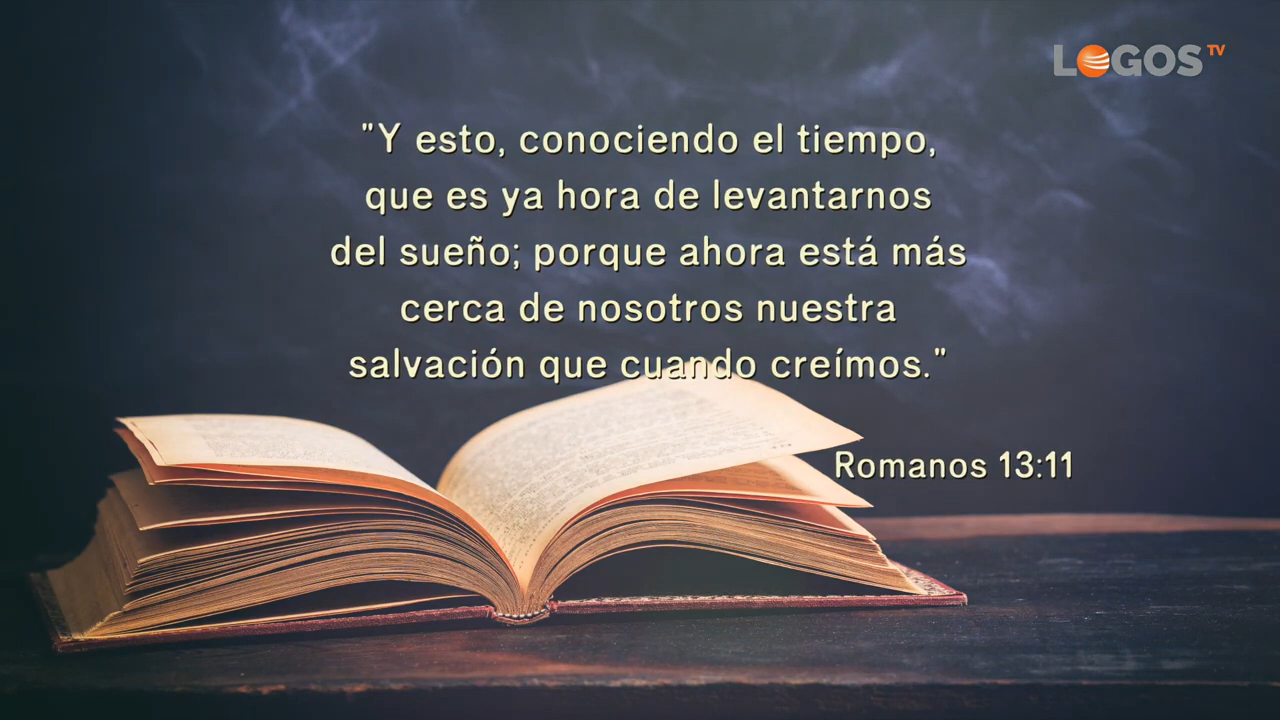 LOGOS TV
"Y esto, conociendo el tiempo,
que es ya hora de levantarnos
del sueño; porque ahora está más
cerca de nosotros nuestra
salvación que cuando creímos."
Romanos 13:11